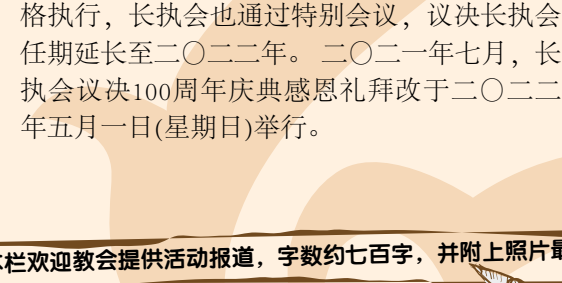 格执行，长执会也通过特别会议，议决长执会
任期延长至二〇二二年。 二〇二一年七月，长
执会议决100周年庆典感恩礼拜改于二〇二二
年五月一日(星期日)举行。
栏欢迎教会提供活动报道，字数约七百字，并附上照片最